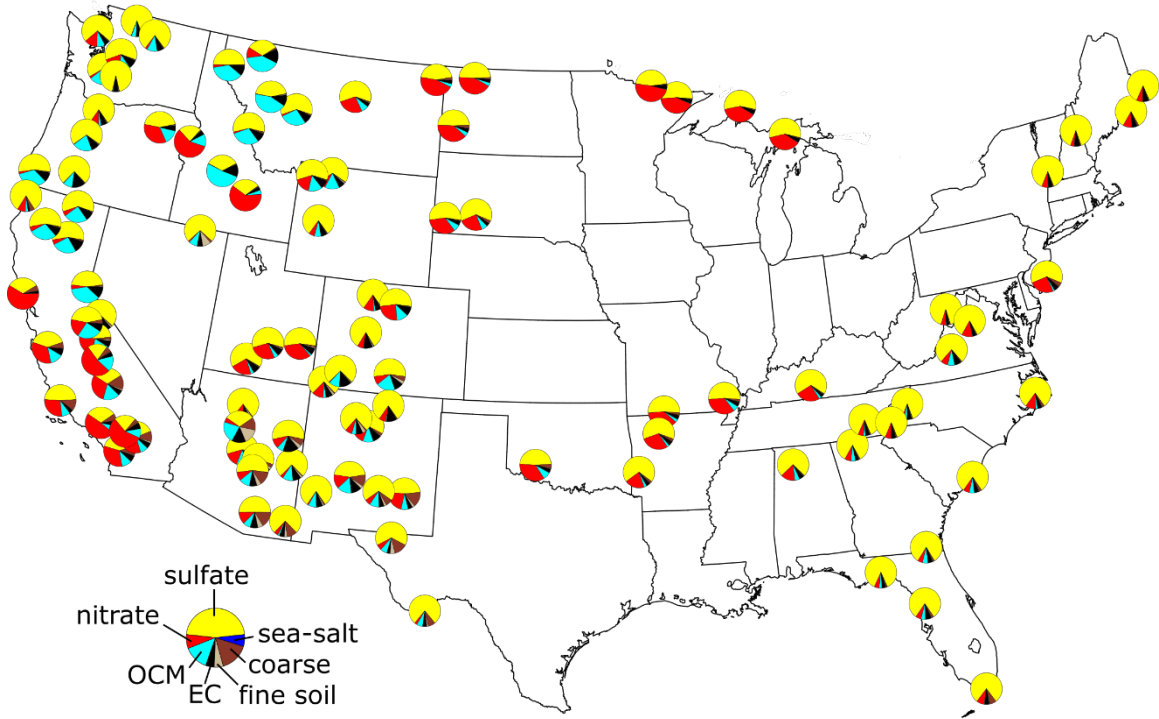 sulfate
nitrate
sea-salt
OCM
coarse
EC
fine soil